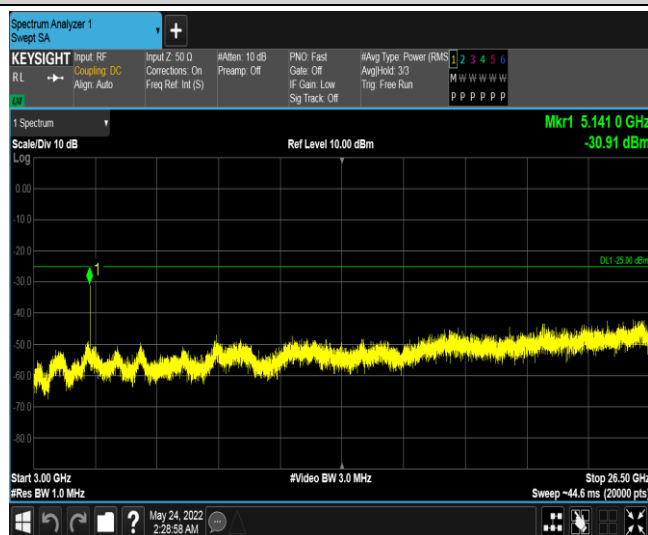 Spectrum Analyzer 1
Swept SA
+
KEYSIGHT
RL
Input: RF
Coupling: DC
Align: Auto
Input Z: 50 Ω
Corrections: On
Freq Ref: Int (S)
#Atten: 10 dB
Preamp: Off
PNO: Fast
Gate: Off
IF Gain: Low
Sig Track: Off
#Avg Type: Power (RMS
Avg|Hold: 3/3
Trig: Free Run
1 2 3 4 5 6
M W W W W W
P P P P P P
1 Spectrum
Mkr1 5.141 0 GHz
Scale/Div 10 dB
Ref Level 10.00 dBm
-30.91 dBm
Log
0.00
-10.0
-20.0
DL1 -25.00 dBm
1
-30.0
-40.0
-50.0
-60.0
-70.0
-80.0
Start 3.00 GHz
#Video BW 3.0 MHz
Stop 26.50 GHz
#Res BW 1.0 MHz
Sweep ~44.6 ms (20000 pts)
?
May 24, 2022
2:28:58 AM